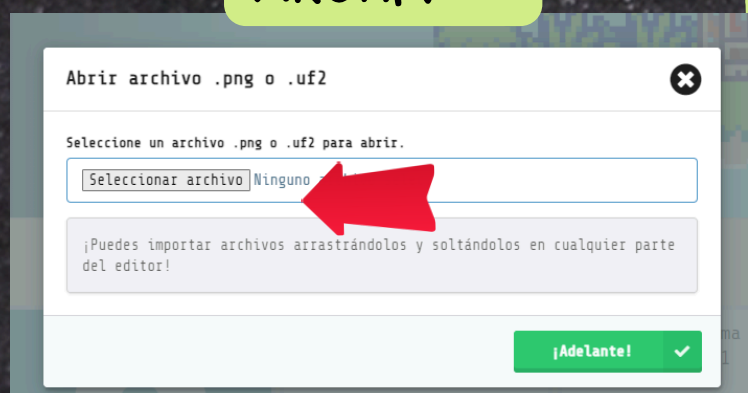 Abrir archivo .png o .uf2
Seleccione un archivo .png o .uf2 para abrir.
Seleccionar archivo Ninguno
¡Puedes importar archivos arrastrándolos y soltándolos en cualquier parte
del editor!
¡Adelante!